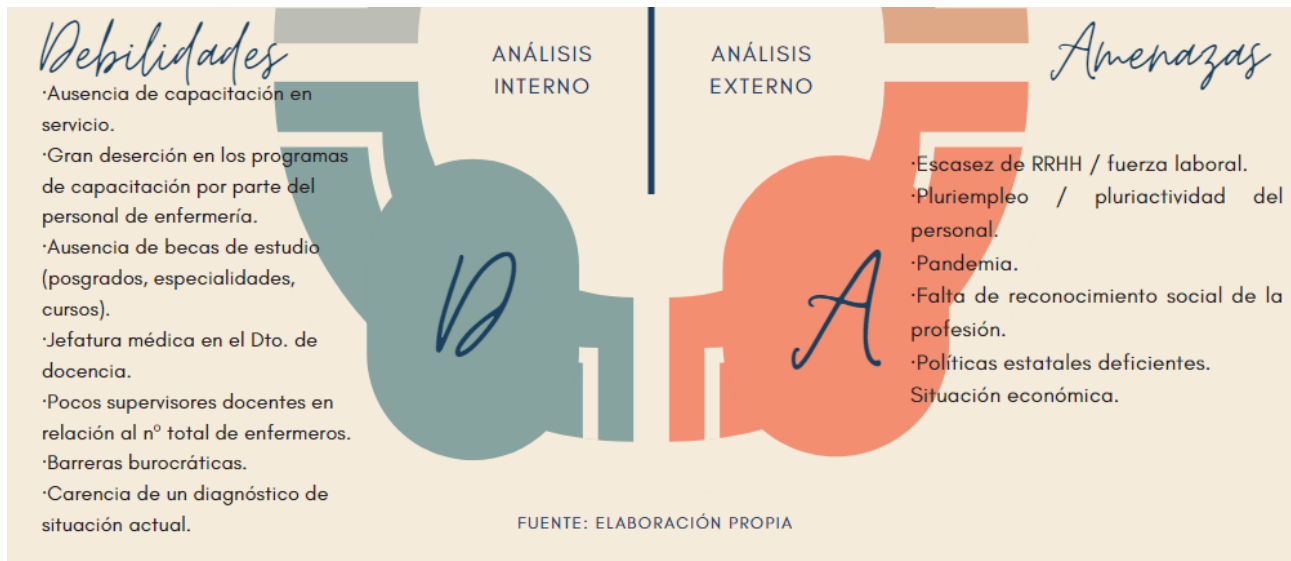 Debilidades
·Ausencia de capacitación en
servicio.
·Gran deserción en los programas
de capacitación por parte del
personal de enfermería.
·Ausencia de becas de estudio
(posgrados, especialidades,
cursos).
·Jefatura médica en el Dto. de
docencia.
·Pocos supervisores docentes en
relación al nº total de enfermeros.
·Barreras burocráticas.
·Carencia de un diagnóstico de
situación actual.
ANÁLISIS
INTERNO
D
ANÁLISIS
EXTERNO
A
Amenazas
·Escasez de RRHH / fuerza laboral.
·Pluriempleo / pluriactividad del
personal.
·Pandemia.
·Falta de reconocimiento social de la
profesión.
·Políticas estatales deficientes.
Situación económica.
FUENTE: ELABORACIÓN PROPIA